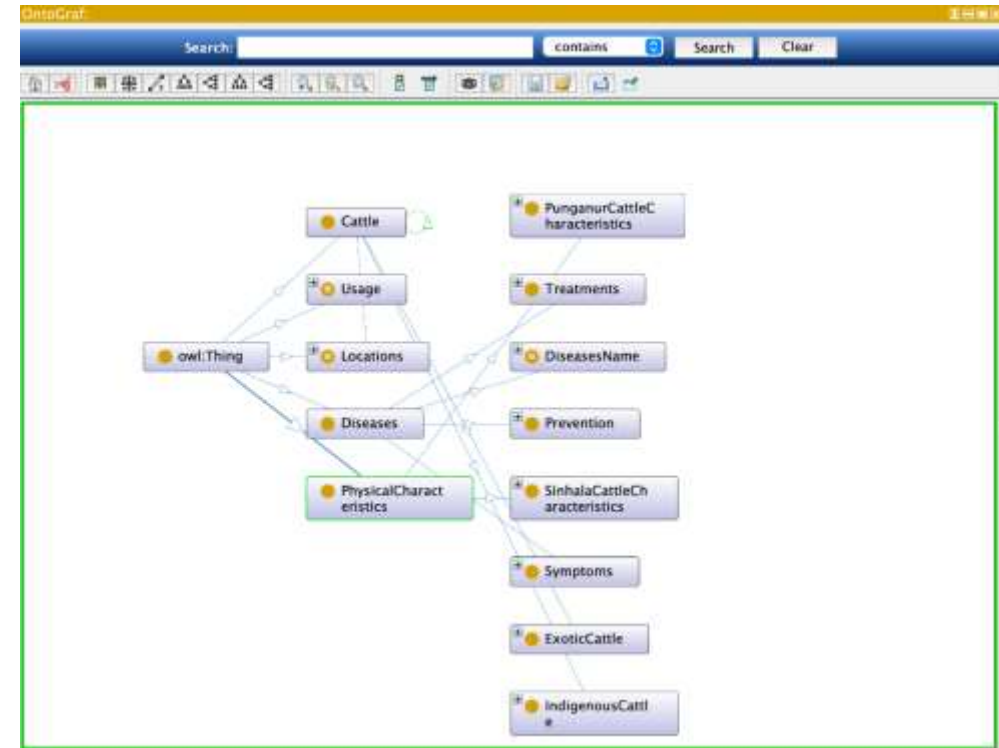 OntoGraf:
Search: contains Search Clear
Cattle
PunganurCattleC
haracteristics
Usage
Treatments
owl:Thing
Locations
DiseasesName
Diseases
Prevention
PhysicalCharact
eristics
SinhalaCattleCh
aracteristics
Symptoms
ExoticCattle
IndigenousCattl
e